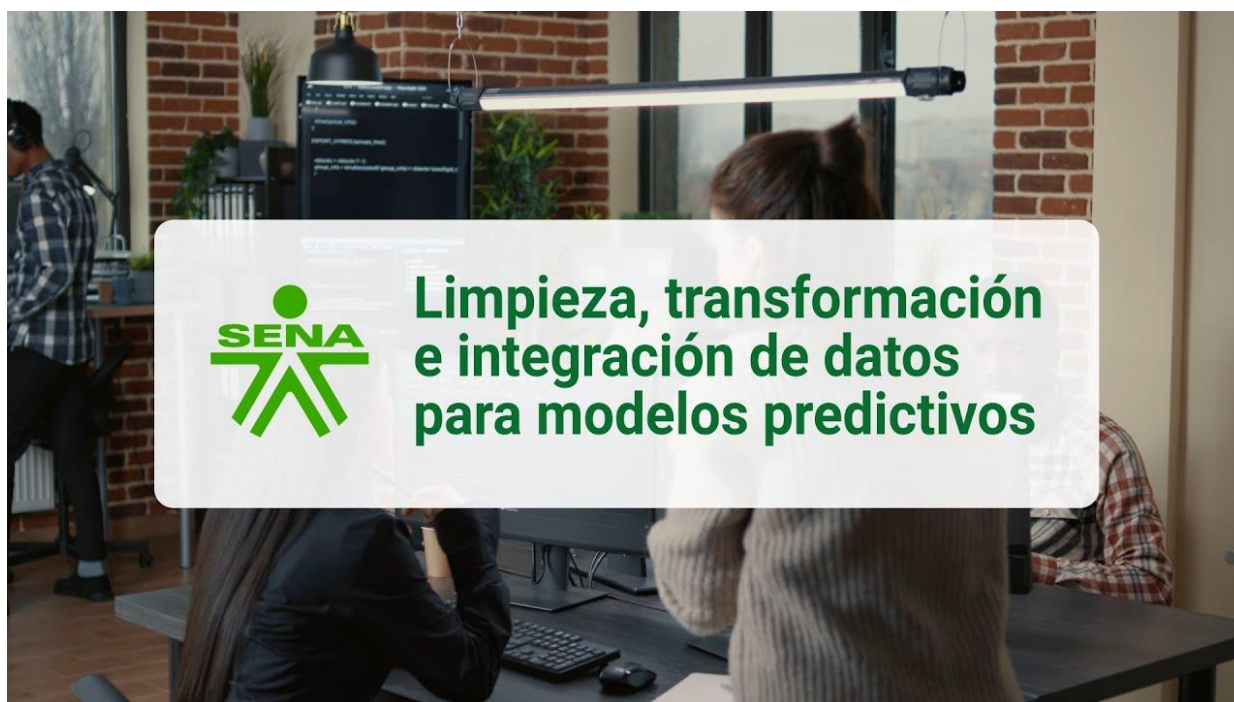 SENA
Limpieza, transformación
e integración de datos
para modelos predictivos